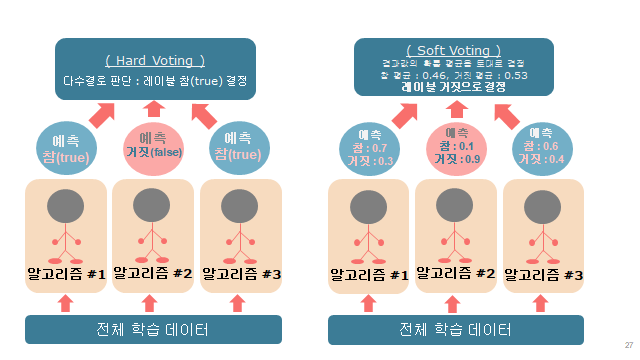 ( Hard Voting )
다수결로 판단 : 레이블 참(true) 결정
예측
참(true)
예측
거짓(false)
예측
참(true)
알고리즘 #1
알고리즘 #2
알고리즘 #3
전체 학습 데이터
( Soft Voting )
결과값의 확률 평균을 토대로 결정
참 평균 : 0.46, 거짓 평균 : 0.53
레이블 거짓으로 결정
예측
참 : 0.7
거짓 : 0.3
예측
참 : 0.1
거짓 : 0.9
예측
참 : 0.6
거짓 : 0.4
알고리즘 #1
알고리즘 #2
알고리즘 #3
전체 학습 데이터
27